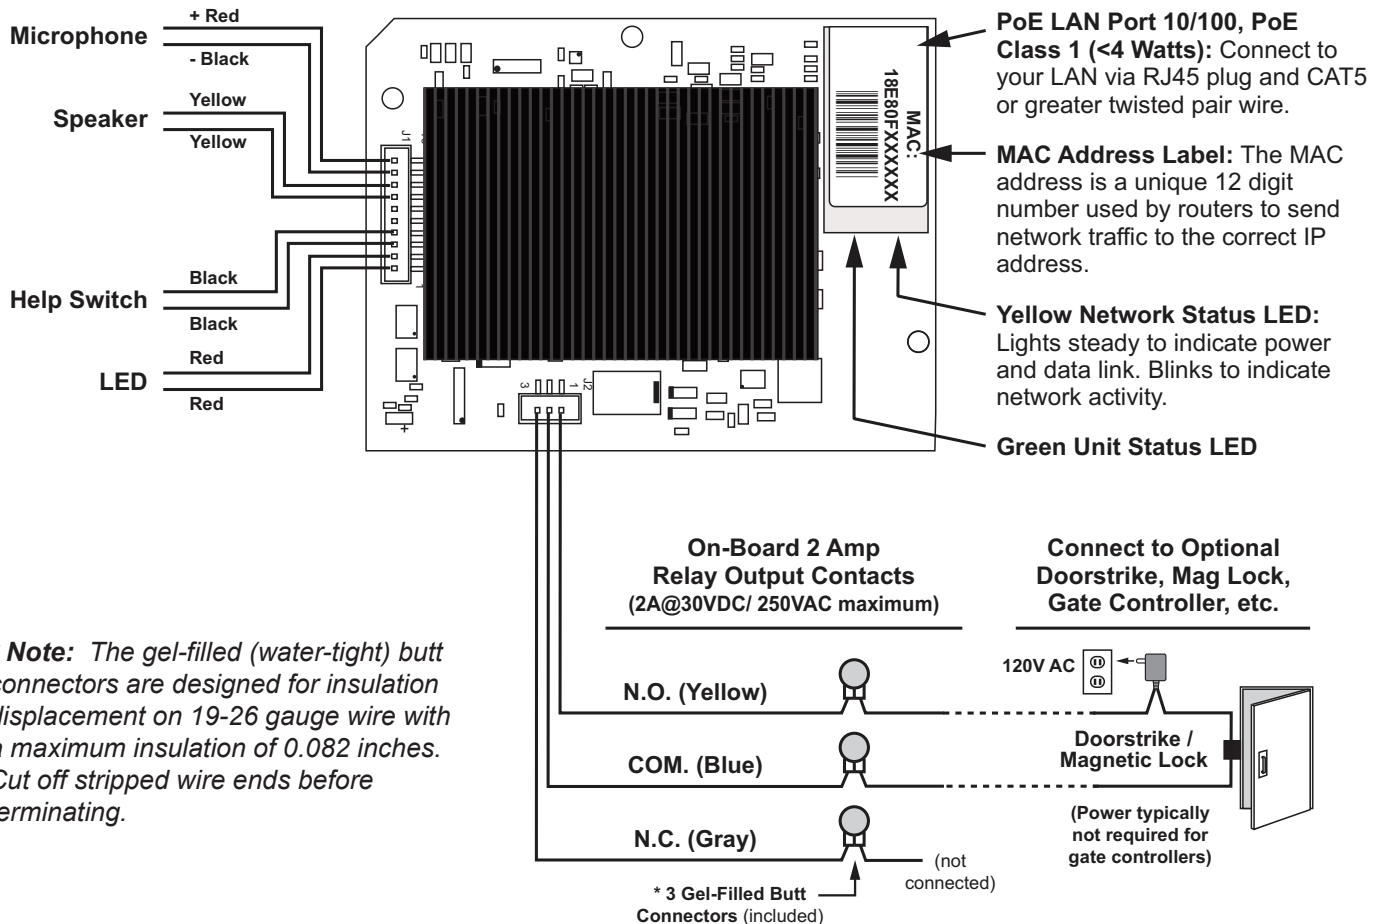 Microphone
+ Red
- Black
Speaker
Yellow
Yellow
Help Switch
Black
Black
LED
Red
Red
J1
1
+
3
1
J2
MAC:
18E80FXXXXXX
PoE LAN Port 10/100, PoE
Class 1 (<4 Watts): Connect to
your LAN via RJ45 plug and CAT5
or greater twisted pair wire.
MAC Address Label: The MAC
address is a unique 12 digit
number used by routers to send
network traffic to the correct IP
address.
Yellow Network Status LED:
Lights steady to indicate power
and data link. Blinks to indicate
network activity.
Green Unit Status LED
On-Board 2 Amp
Relay Output Contacts
(2A@30VDC/ 250VAC maximum)
Connect to Optional
Doorstrike, Mag Lock,
Gate Controller, etc.
Note: The gel-filled (water-tight) butt
connectors are designed for insulation
displacement on 19-26 gauge wire with
a maximum insulation of 0.082 inches.
Cut off stripped wire ends before
terminating.
N.O. (Yellow)
COM. (Blue)
N.C. (Gray)
120V AC
Doorstrike /
Magnetic Lock
(Power typically
not required for
gate controllers)
(not
connected)
* 3 Gel-Filled Butt
Connectors (included)